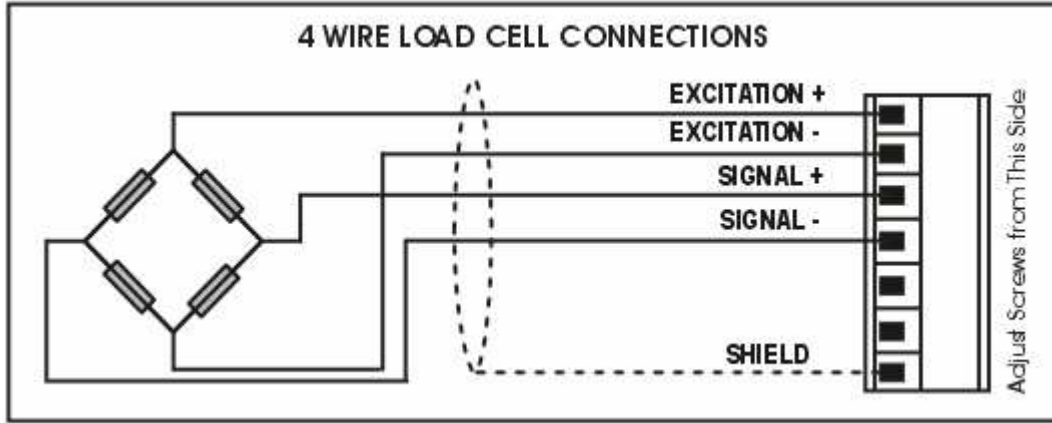 4 WIRE LOAD CELL CONNECTIONS
EXCITATION +
EXCITATION -
SIGNAL +
SIGNAL -
SHIELD
Adjust Screws from This Side